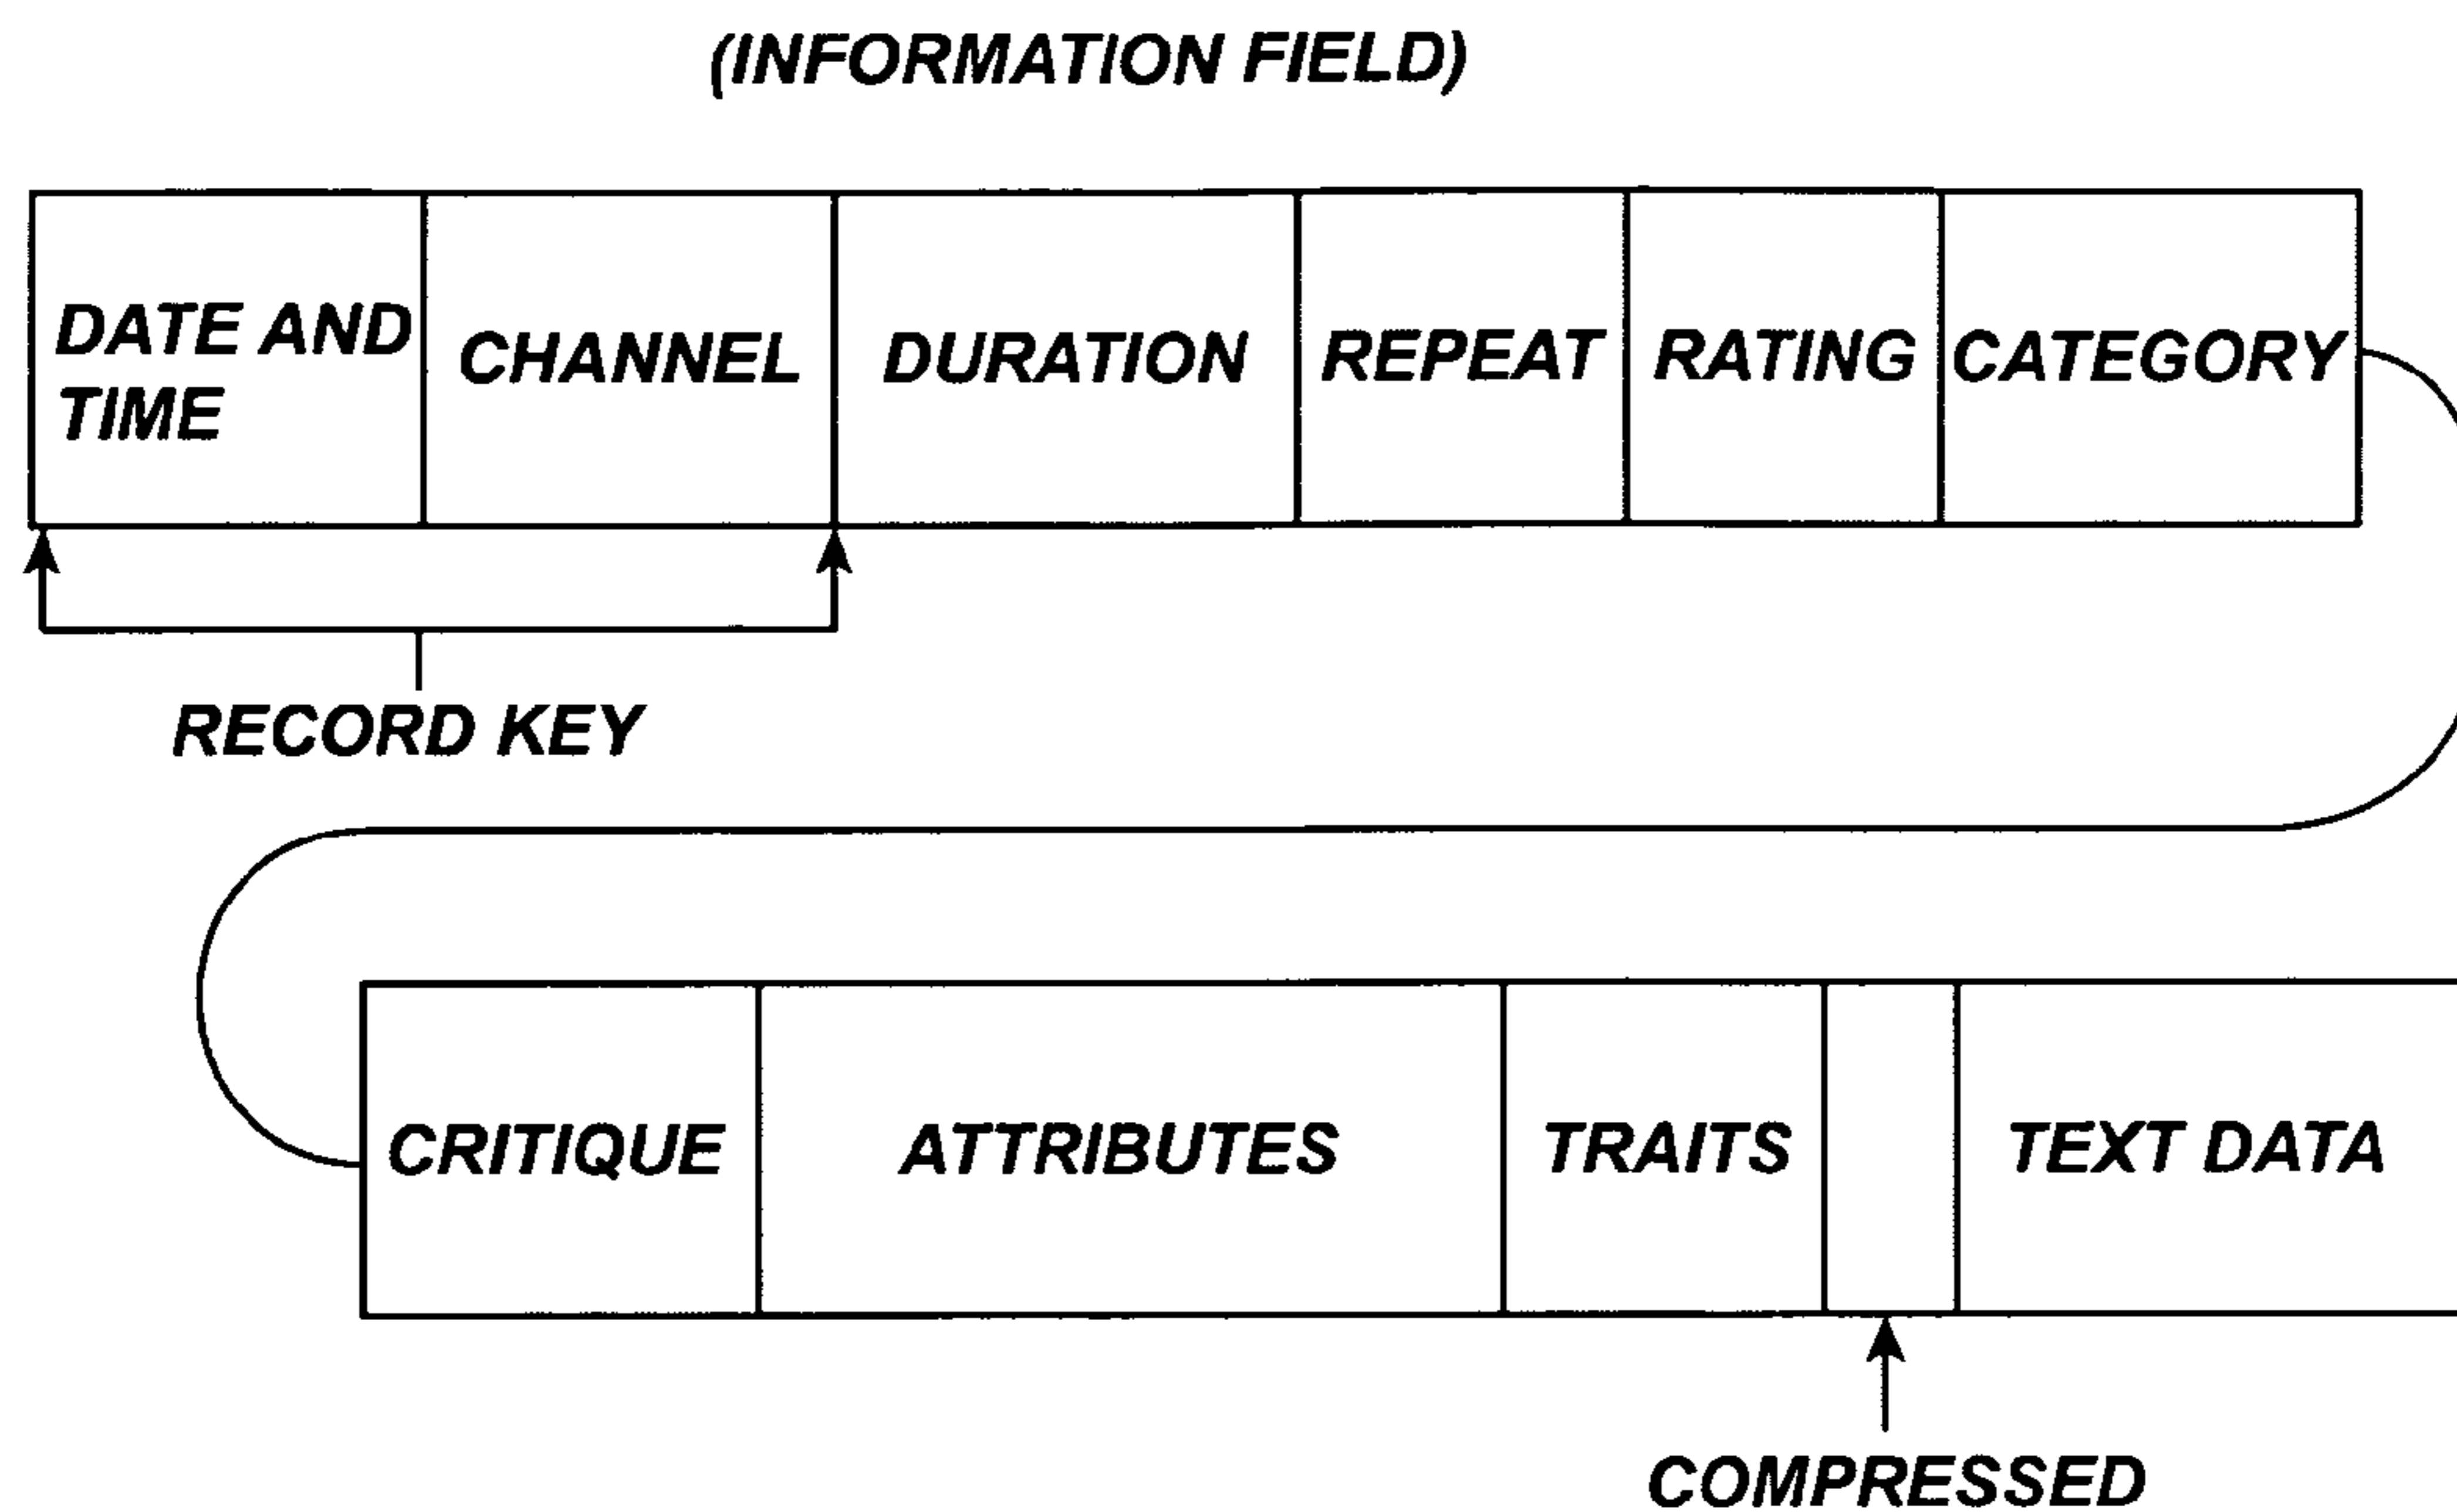 (INFORMATION FIELD)
DATE AND
TIME
CHANNEL
DURATION
REPEAT
RATING
CATEGORY
RECORD KEY
CRITIQUE
ATTRIBUTES
TRAITS
TEXT DATA
COMPRESSED